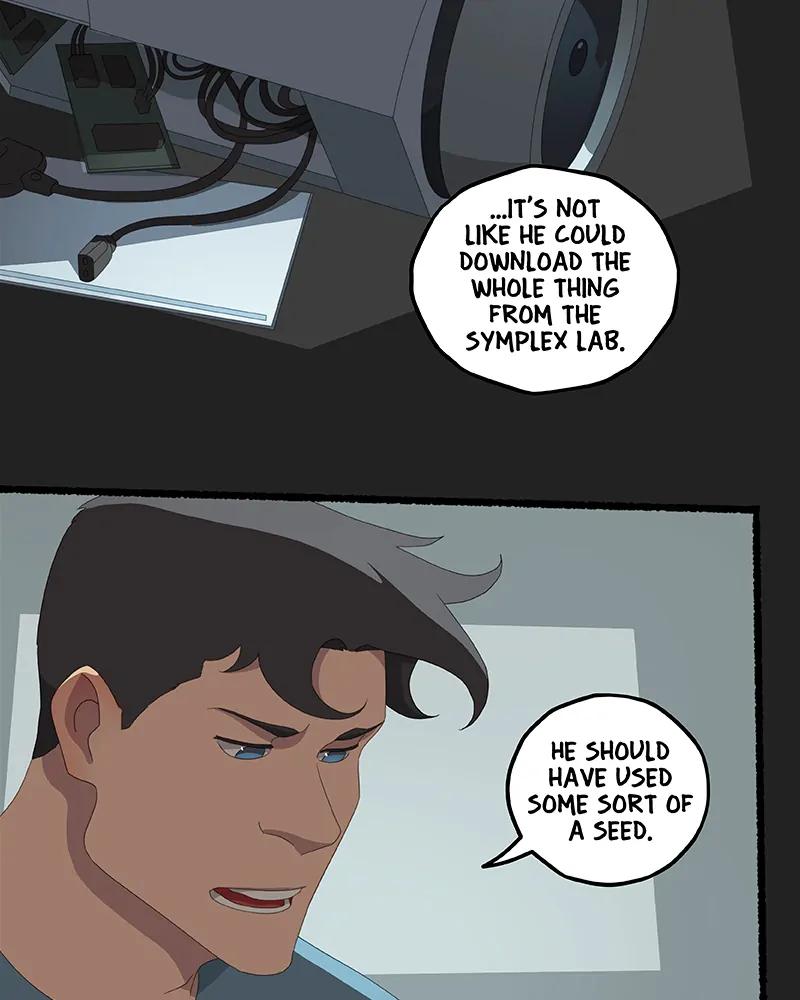 ...IT'S NOT
LIKE HE COULD
DOWNLOAD THE
WHOLE THING
FROM THE
SYMPLEX LAB.
HE SHOULD
HAVE USED
SOME SORT OF
A SEED.